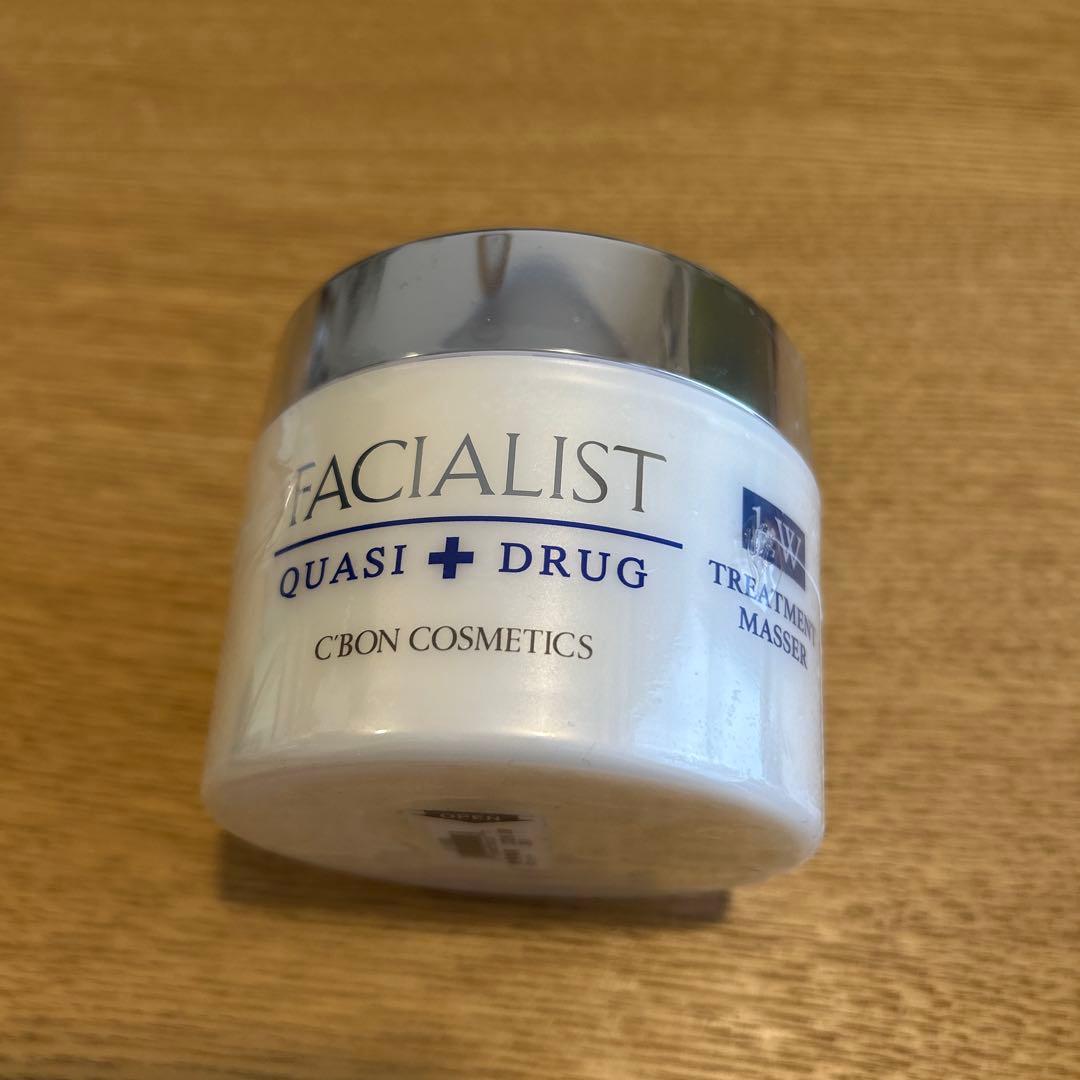 FACIALIST
QUASI + DRUG
C'BON COSMETICS
TREATMENT
MASSER
OPEN